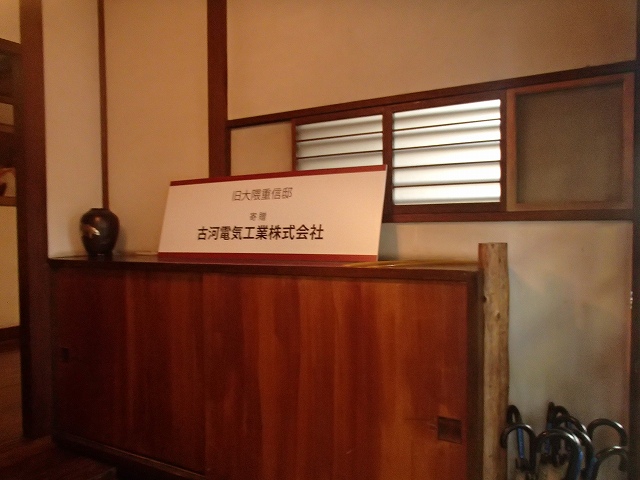 旧大隈重信邸
寄贈
古河電気工業株式会社